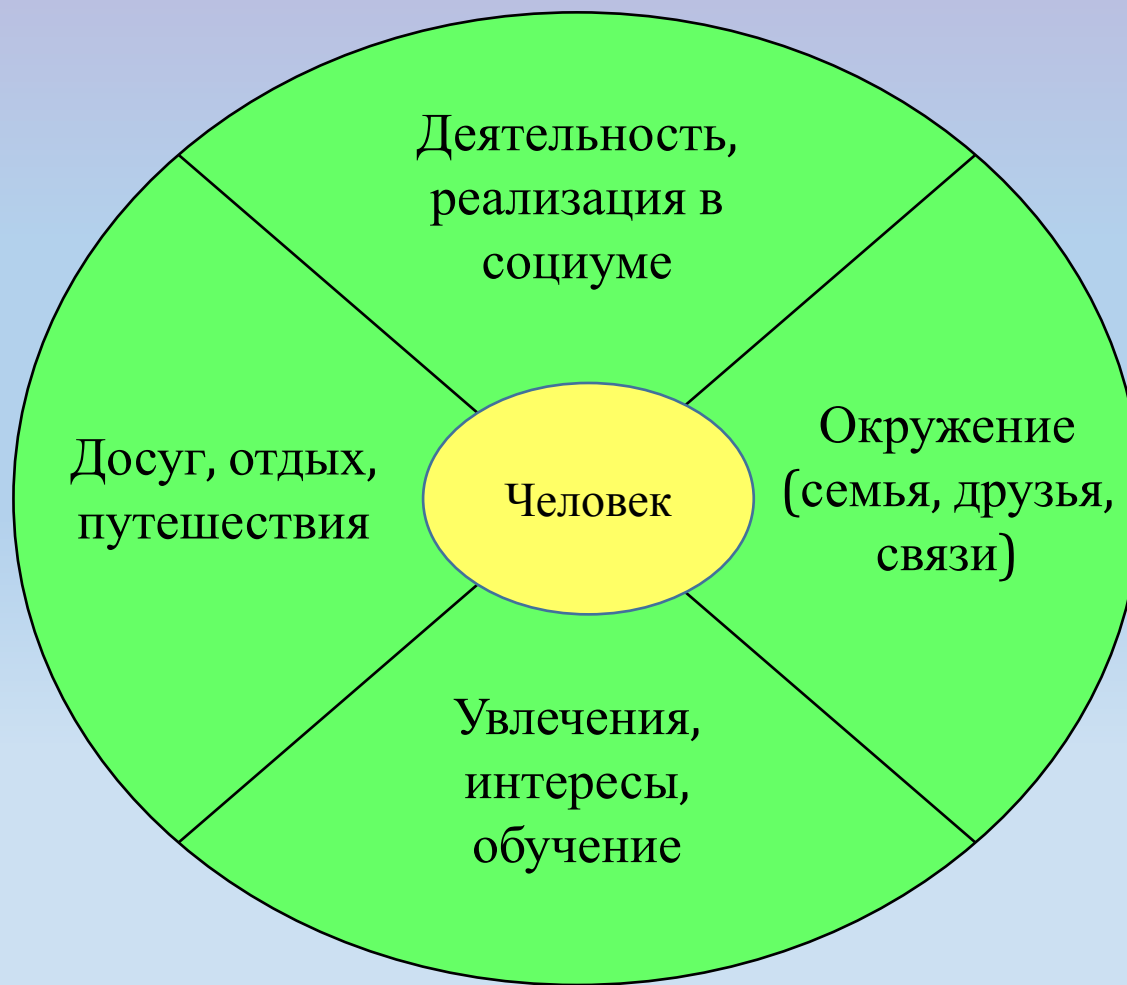 Деятельность,
реализация в
социуме
Досуг, отдых,
путешествия
Человек
Окружение
(семья, друзья,
связи)
Увлечения,
интересы,
обучение